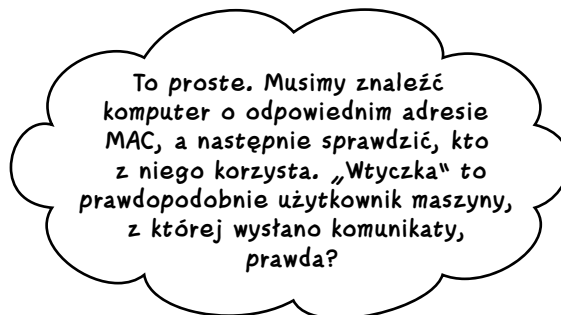 To proste. Musimy znaleźć
komputer o odpowiednim adresie
MAC, a następnie sprawdzić, kto
z niego korzysta. „Wtyczka“ to
prawdopodobnie użytkownik maszyny,
z której wysłano komunikaty,
prawda?